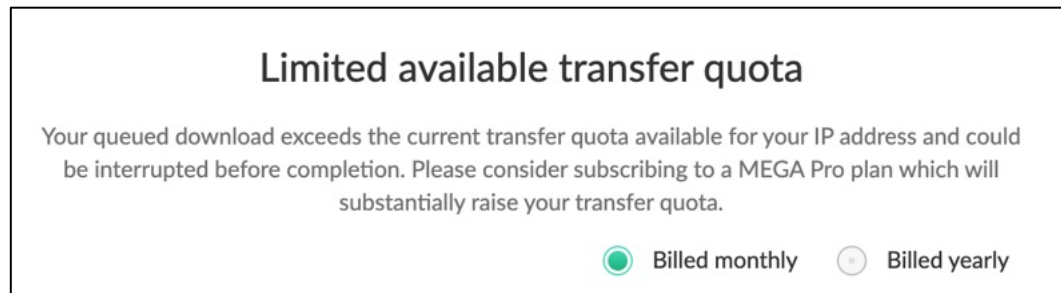 Limited available transfer quota
Your queued download exceeds the current transfer quota available for your IP address and could
be interrupted before completion. Please consider subscribing to a MEGA Pro plan which will
substantially raise your transfer quota.
Billed monthly Billed yearly